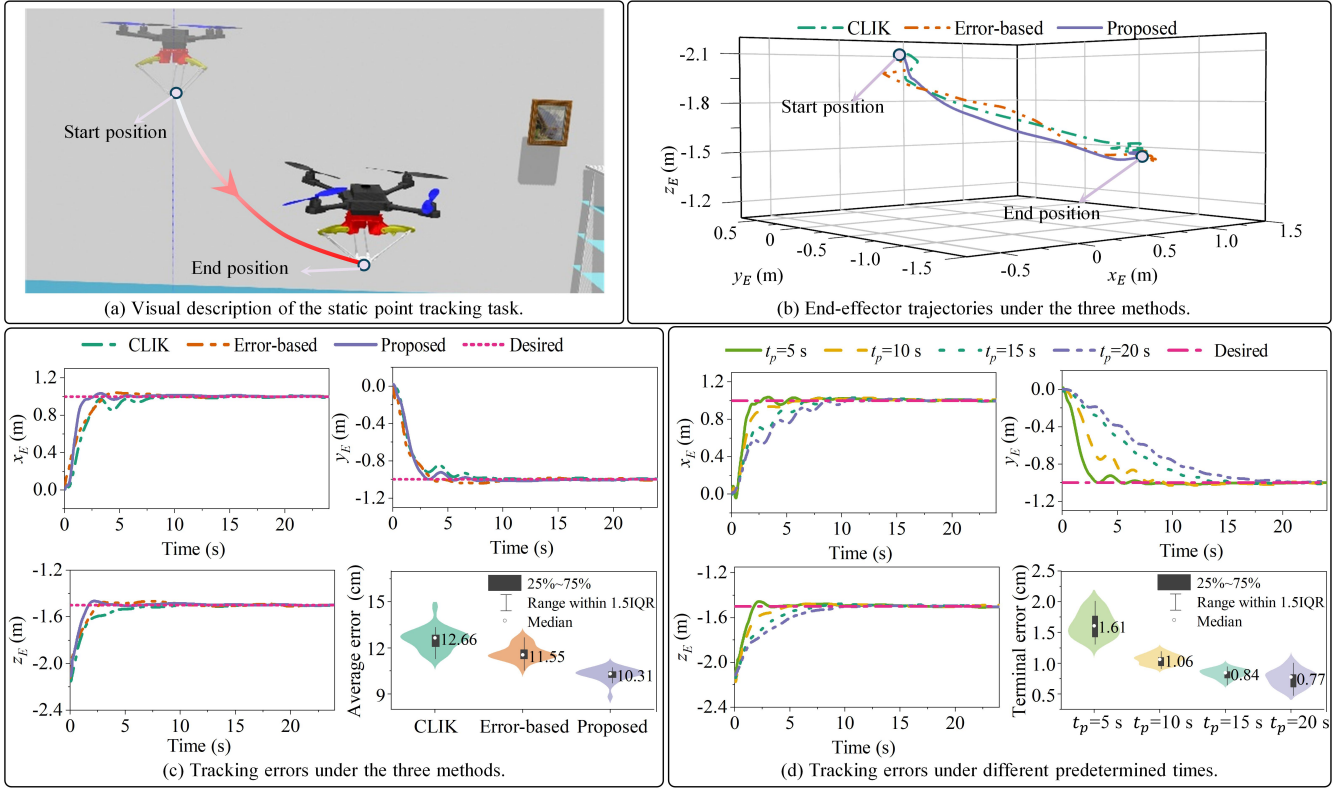 Start position
End position
(a) Visual description of the static point tracking task.
CLIK Error-based Proposed
-2.1
-1.8
-1.5
-1.2
z_E (m)
Start position
End position
0.5 0 -0.5 -1.0 -1.5
y_E (m)
-0.5 0 0.5 1.0 1.5
x_E (m)
(b) End-effector trajectories under the three methods.
CLIK Error-based Proposed Desired
1.2
0.8
0.4
0.0
x_E (m)
0 5 10 15 20
Time (s)
0.0
-0.4
-0.8
-1.2
y_E (m)
0 5 10 15 20
Time (s)
-1.2
-1.6
-2.0
-2.4
z_E (m)
0 5 10 15 20
Time (s)
15
12
9
Average error (cm)
25%~75%
Range within 1.5IQR
Median
12.66
11.55
10.31
CLIK Error-based Proposed
(c) Tracking errors under the three methods.
t_p=5 s t_p=10 s t_p=15 s t_p=20 s Desired
1.2
0.8
0.4
0.0
x_E (m)
0 5 10 15 20
Time (s)
0.0
-0.4
-0.8
-1.2
y_E (m)
0 5 10 15 20
Time (s)
-1.2
-1.6
-2.0
-2.4
z_E (m)
0 5 10 15 20
Time (s)
2.5
2.0
1.5
1.0
0.5
Terminal error (cm)
25%~75%
Range within 1.5IQR
Median
1.61
1.06
0.84
0.77
t_p=5 s t_p=10 s t_p=15 s t_p=20 s
(d) Tracking errors under different predetermined times.